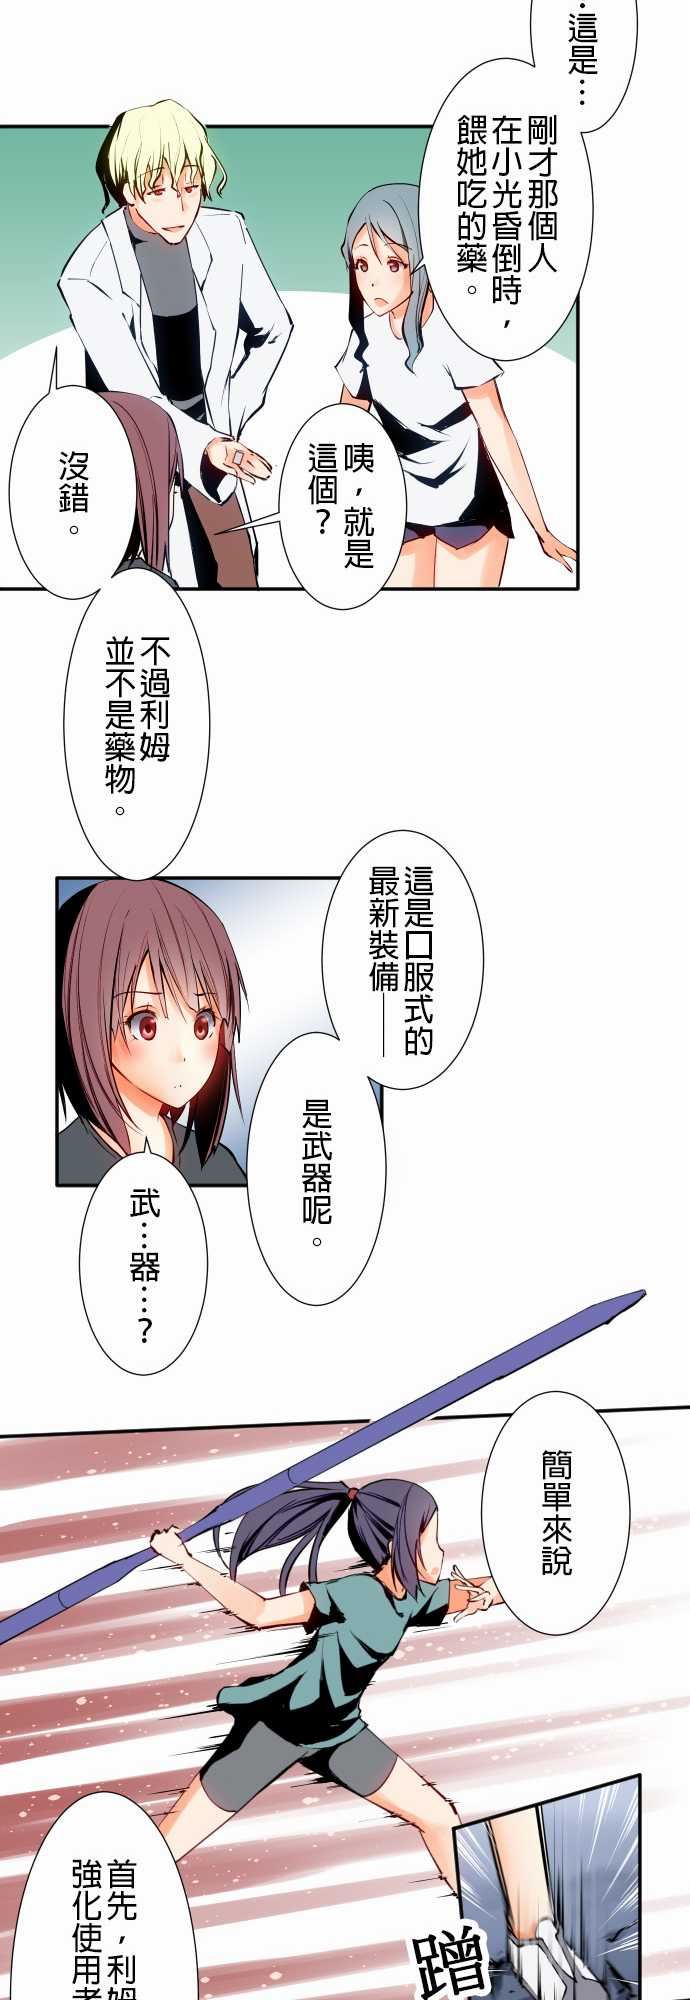 …這是…
剛才那個人
在小光昏倒時，
餵她吃的藥。
咦，就是
這個？
沒錯。
不過利姆
並不是藥物。
這是口服式的
最新裝備——
是武器呢。
武…器…？
簡單來說
首先，利姆
強化使用者
蹭